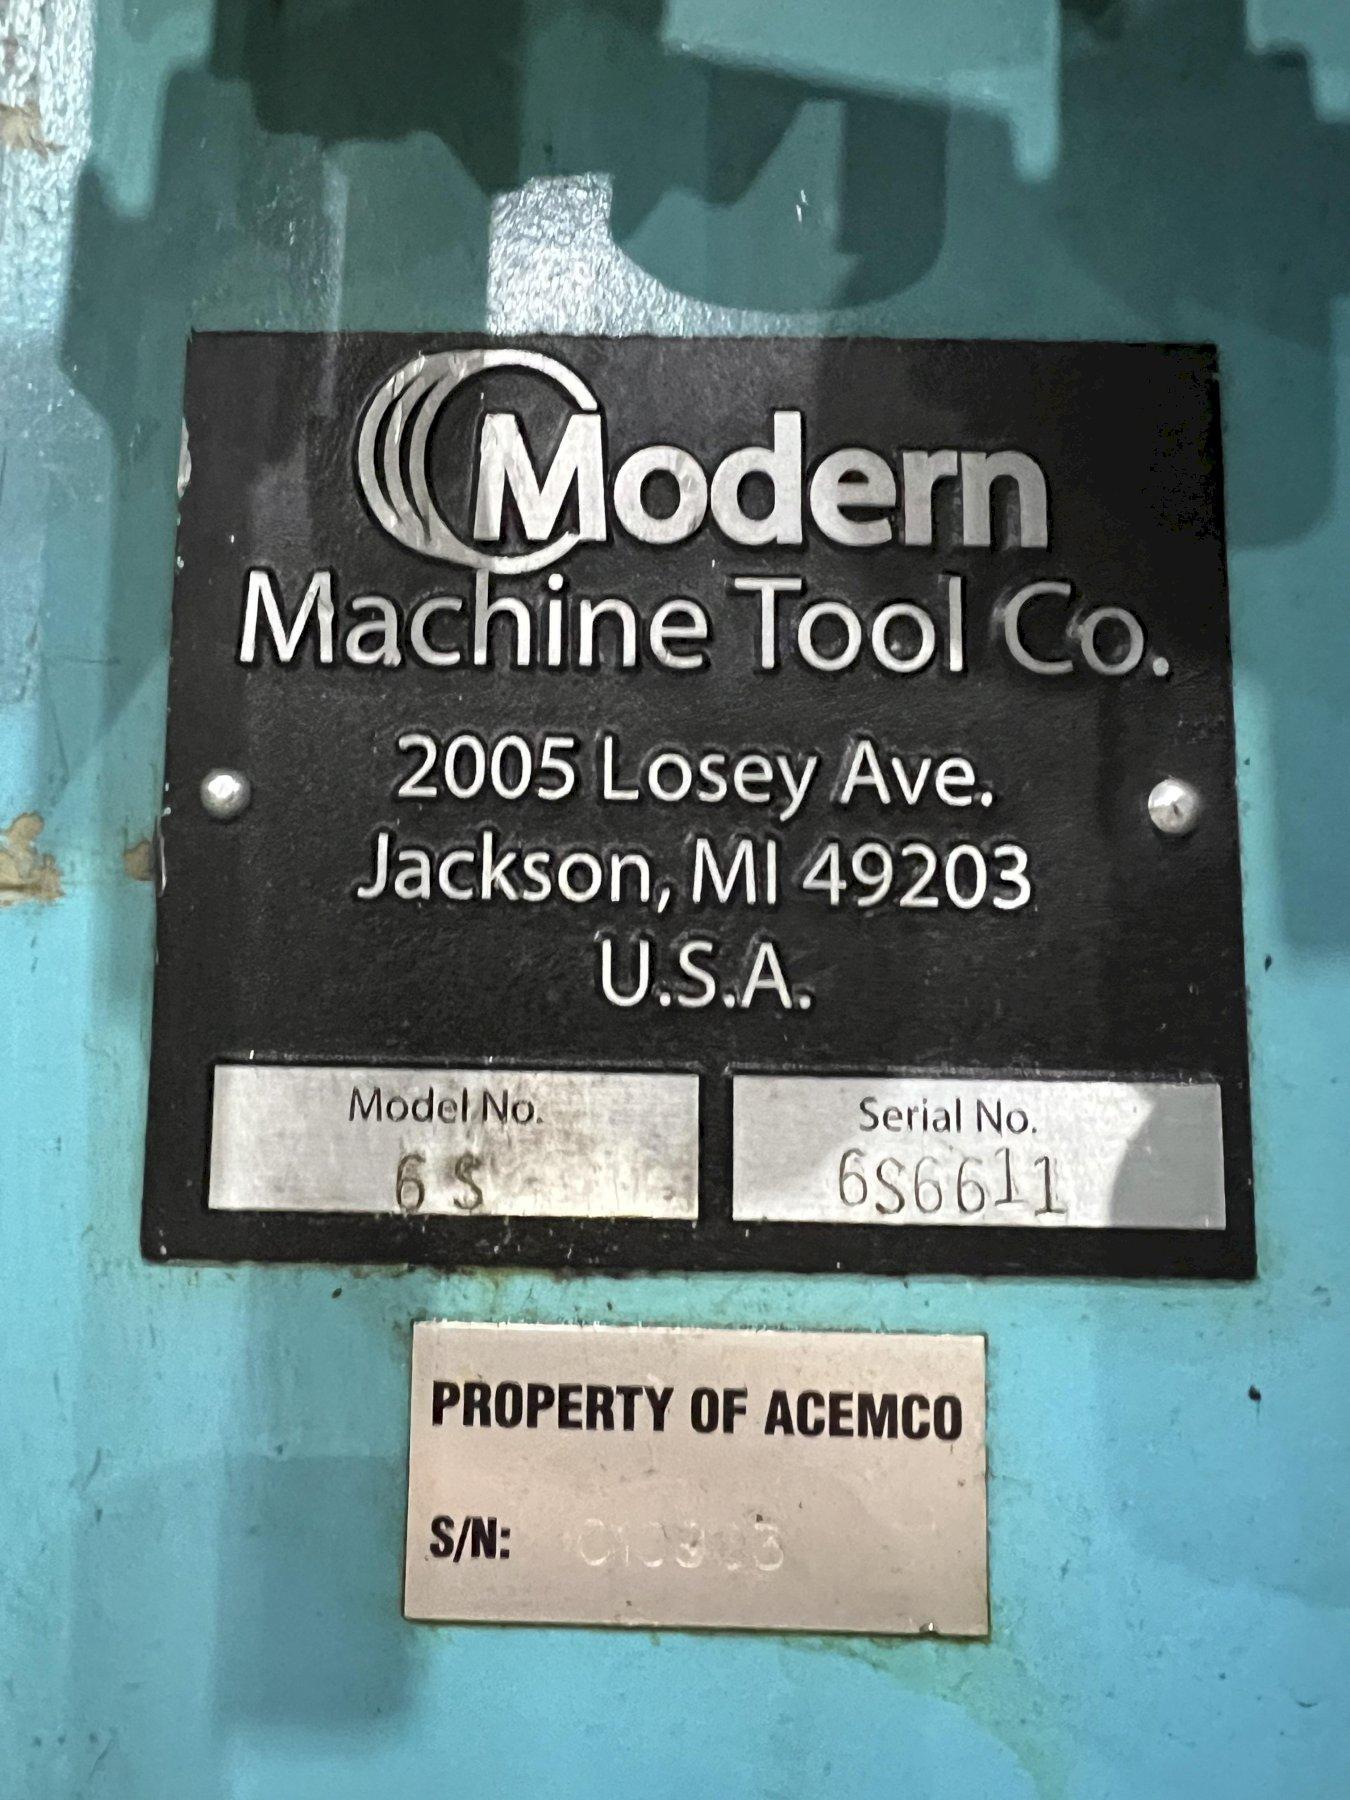 Modern
Machine Tool Co.
2005 Losey Ave.
Jackson, MI 49203
U.S.A.
Model No.
6 S
Serial No.
6S6611
PROPERTY OF ACEMCO
S/N: